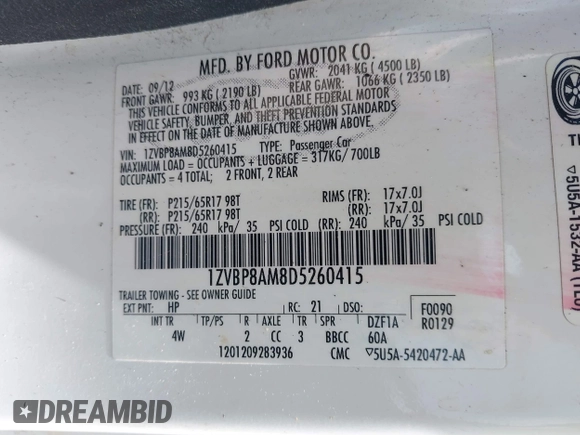 MFD. BY FORD MOTOR CO.
09/12
GVWR: 2041 KG ( 4500 LB)
FRONT GAWR: 993 KG ( 2190 LB)
REAR GAWR: 1066 KG ( 2350 LB)
THIS VEHICLE CONFORMS TO ALL APPLICABLE FEDERAL MOTOR
VEHICLE SAFETY, BUMPER, AND THEFT PREVENTION STANDARDS
IN EFFECT ON THE DATE OF MANUFACTURE SHOWN ABOVE.
VIN: 1ZVBP8AM8D5260415 TYPE: Passenger Car
MAXIMUM LOAD = OCCUPANTS + LUGGAGE = 317KG/700LB
OCCUPANTS = 4 TOTAL; 2 FRONT, 2 REAR
TIRE (FR): P215/65R17 98T RIMS (FR): 17x7.0J
(RR): P215/65R17 98T (RR): 17x7.0J
PRESSURE (FR): 240 kPa/ 35 PSI COLD (RR): 240 kPa/ 35 PSI COLD
1ZVBP8AM8D5260415
TRAILER TOWING - SEE OWNER GUIDE
EXT PNT: HP RC: 21 DSO: F0090
R0129
INT TR TP/PS R AXLE TR SPR DZF1A
4W 2 CC 3 BBCC 60A
1201209283936 CMC ▽5U5A-5420472-AA
▽5U5A-1532-AA
DREAMBID